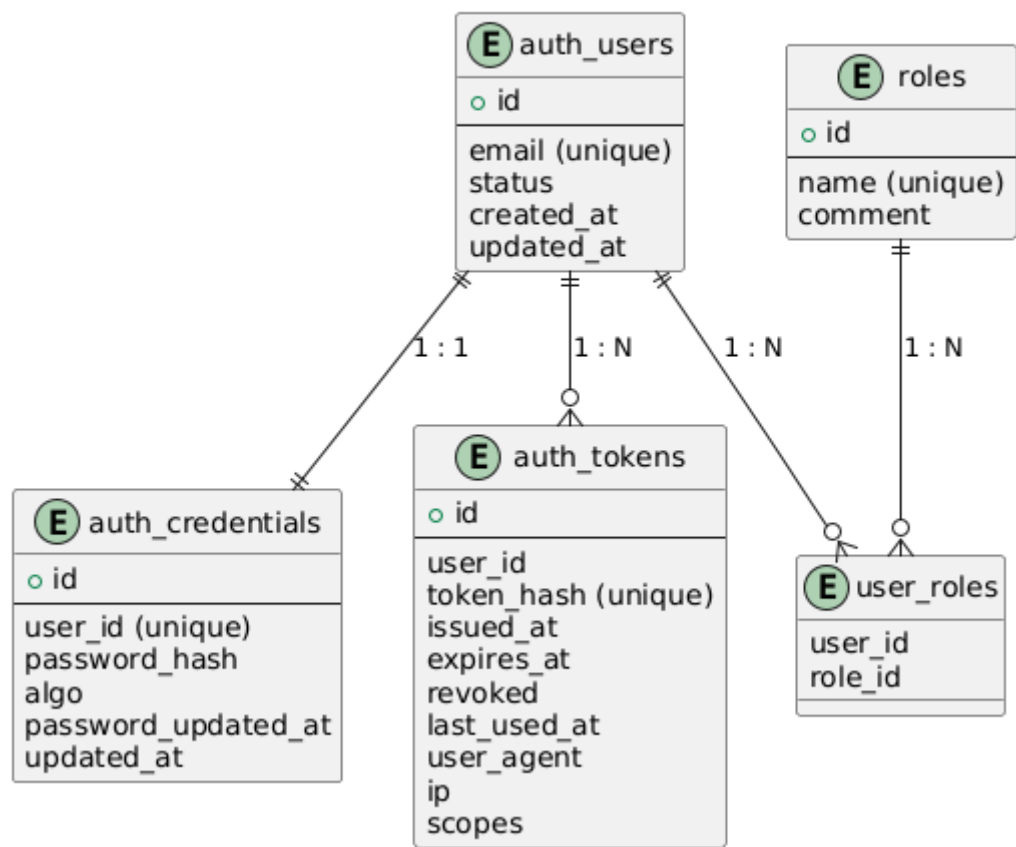 E auth_users
id
email (unique)
status
created_at
updated_at
E roles
id
name (unique)
comment
1 : 1
1 : N
1 : N
1 : N
E auth_credentials
id
user_id (unique)
password_hash
algo
password_updated_at
updated_at
E auth_tokens
id
user_id
token_hash (unique)
issued_at
expires_at
revoked
last_used_at
user_agent
ip
scopes
E user_roles
user_id
role_id